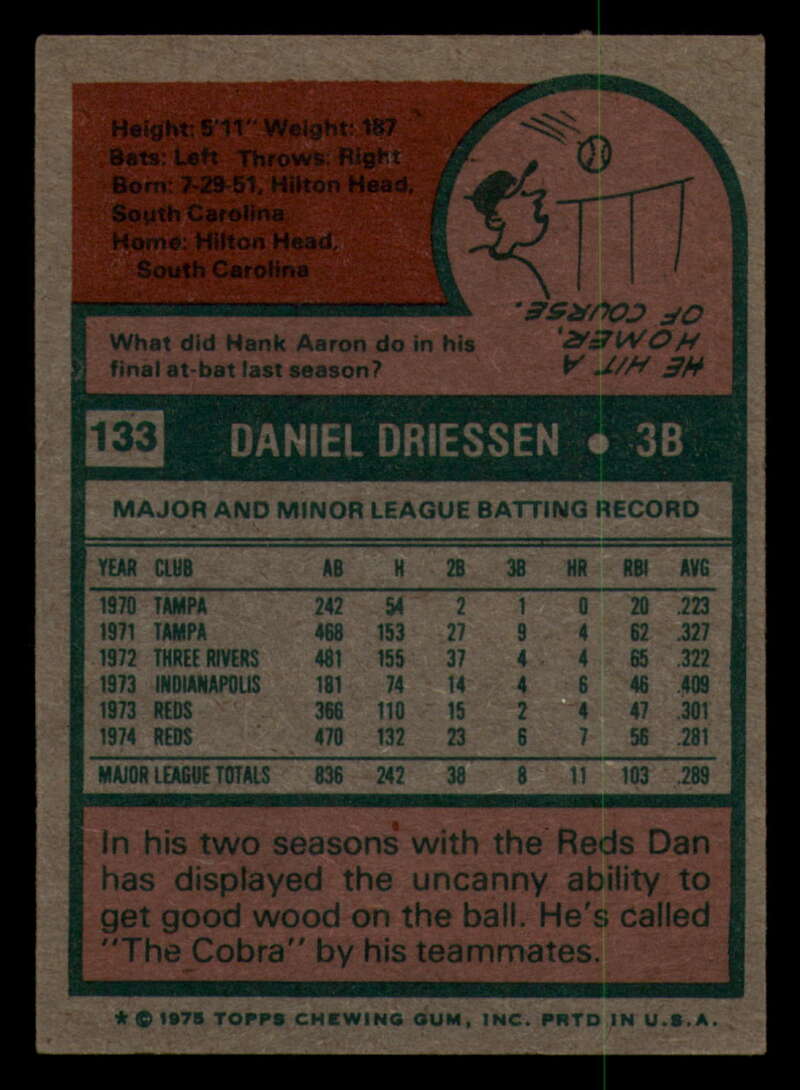 Height: 5'11" Weight: 187
Bats: Left Throws: Right
Born: 7-29-51, Hilton Head,
South Carolina
Home: Hilton Head,
South Carolina
What did Hank Aaron do in his
final at-bat last season?
HE HIT A
HOMER,
OF COURSE.
133 DANIEL DRIESSEN • 3B
MAJOR AND MINOR LEAGUE BATTING RECORD
YEAR CLUB AB H 2B 3B HR RBI AVG
1970 TAMPA 242 54 2 1 0 20 .223
1971 TAMPA 468 153 27 9 4 62 .327
1972 THREE RIVERS 481 155 37 4 4 65 .322
1973 INDIANAPOLIS 181 74 14 4 6 46 .409
1973 REDS 366 110 15 2 4 47 .301
1974 REDS 470 132 23 6 7 56 .281
MAJOR LEAGUE TOTALS 836 242 38 8 11 103 .289
In his two seasons with the Reds Dan
has displayed the uncanny ability to
get good wood on the ball. He's called
"The Cobra" by his teammates.
* © 1975 TOPPS CHEWING GUM, INC. PRTD IN U.S.A.